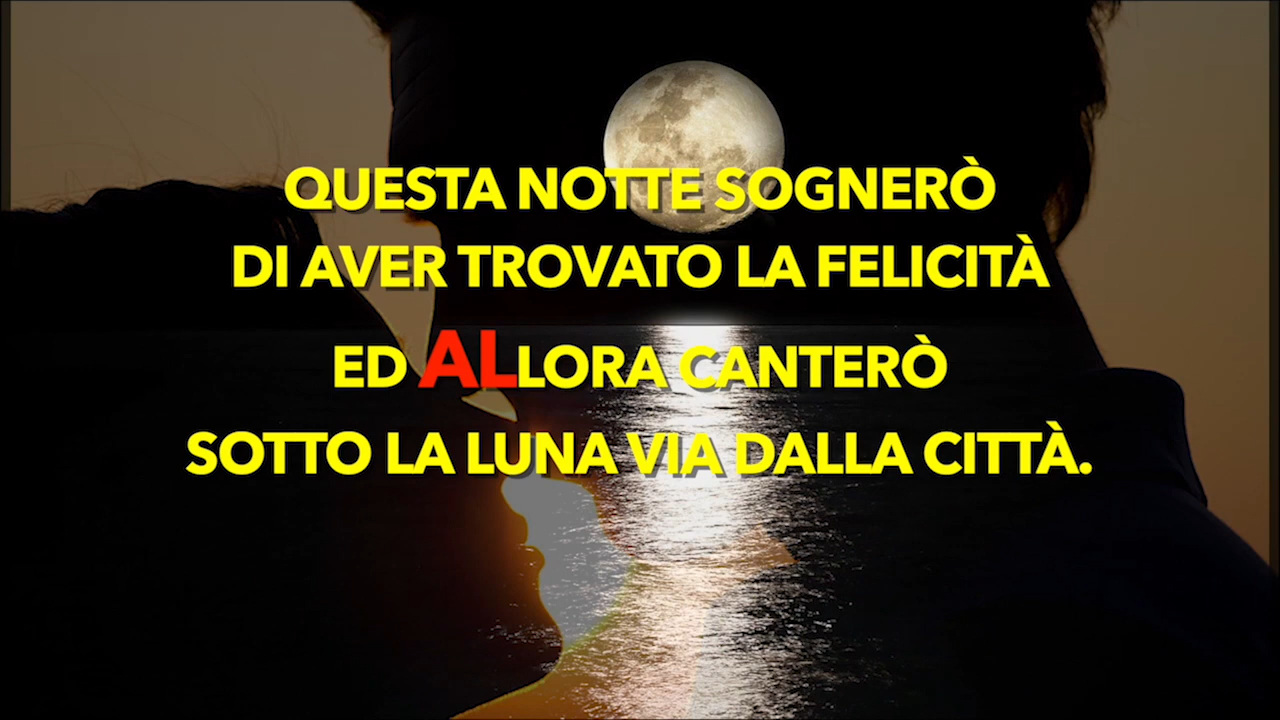 QUESTA NOTTE SOGNERÒ
DI AVER TROVATO LA FELICITÀ
ED ALLORA CANTERÒ
SOTTO LA LUNA VIA DALLA CITTÀ.